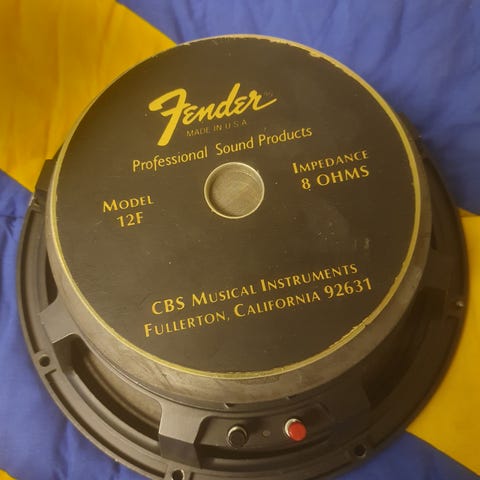 Fender
MADE IN U.S.A.
Professional Sound Products
MODEL
12F
IMPEDANCE
8 OHMS
CBS MUSICAL INSTRUMENTS
FULLERTON, CALIFORNIA 92631